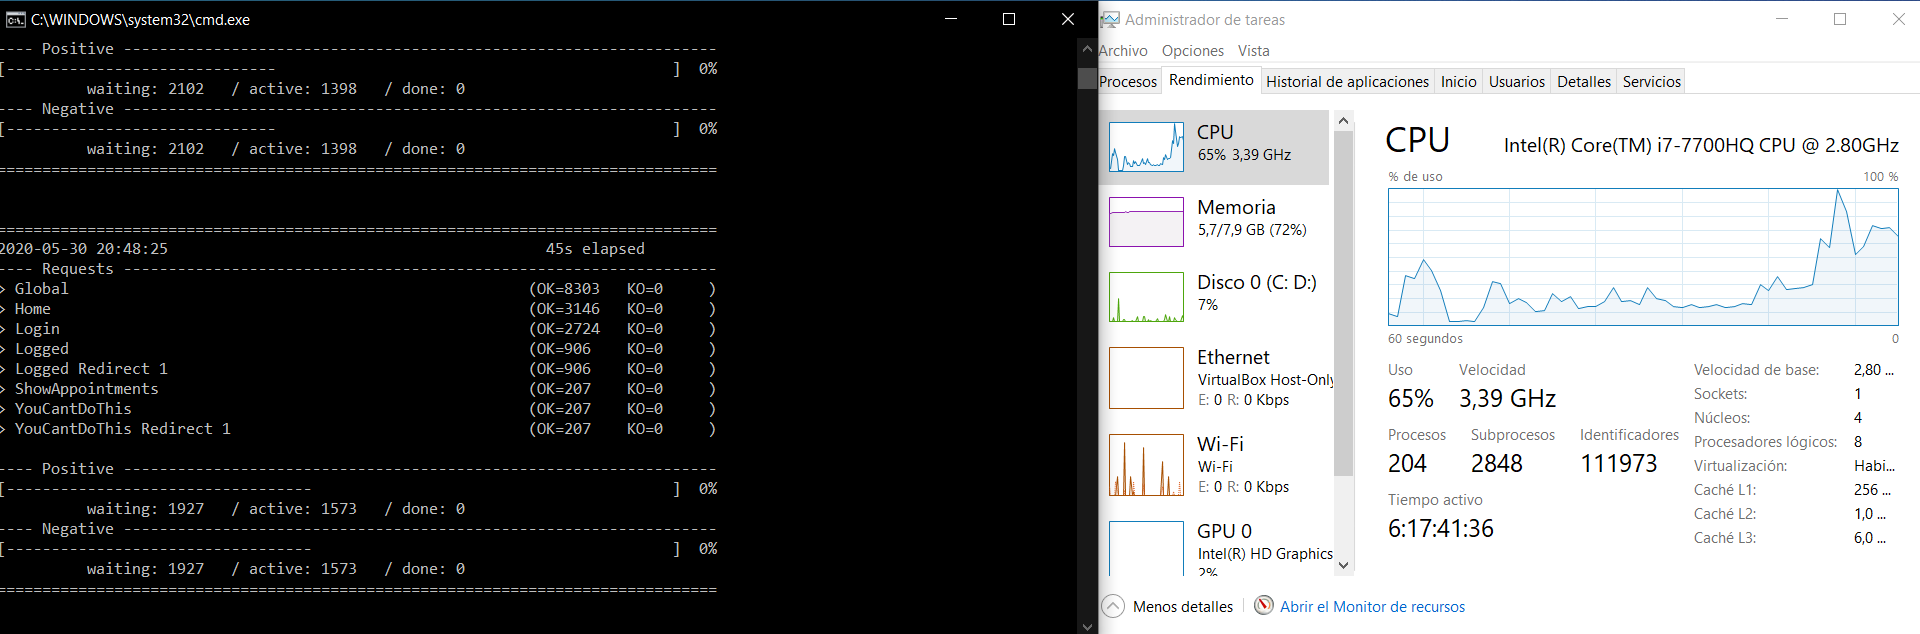 C:\WINDOWS\system32\cmd.exe
---- Positive ------------------------------------------------------------------
[------------------------------                                            ]  0%
waiting: 2102   / active: 1398   / done: 0
---- Negative ------------------------------------------------------------------
[------------------------------                                            ]  0%
waiting: 2102   / active: 1398   / done: 0
================================================================================
================================================================================
2020-05-30 20:48:25                                          45s elapsed
---- Requests ------------------------------------------------------------------
> Global                                                   (OK=8303   KO=0     )
> Home                                                     (OK=3146   KO=0     )
> Login                                                    (OK=2724   KO=0     )
> Logged                                                   (OK=906    KO=0     )
> Logged Redirect 1                                        (OK=906    KO=0     )
> ShowAppointments                                         (OK=207    KO=0     )
> YouCantDoThis                                            (OK=207    KO=0     )
> YouCantDoThis Redirect 1                                 (OK=207    KO=0     )
---- Positive ------------------------------------------------------------------
[----------------------------------                                        ]  0%
waiting: 1927   / active: 1573   / done: 0
---- Negative ------------------------------------------------------------------
[----------------------------------                                        ]  0%
waiting: 1927   / active: 1573   / done: 0
================================================================================
Administrador de tareas
Archivo Opciones Vista
Procesos Rendimiento Historial de aplicaciones Inicio Usuarios Detalles Servicios
CPU
65% 3,39 GHz
Memoria
5,7/7,9 GB (72%)
Disco 0 (C: D:)
7%
Ethernet
VirtualBox Host-Only
E: 0 R: 0 Kbps
Wi-Fi
Wi-Fi
E: 0 R: 0 Kbps
GPU 0
Intel(R) HD Graphics
2%
CPU Intel(R) Core(TM) i7-7700HQ CPU @ 2.80GHz
% de uso 100 %
60 segundos 0
Uso Velocidad
65% 3,39 GHz
Procesos Subprocesos Identificadores
204 2848 111973
Tiempo activo
6:17:41:36
Velocidad de base: 2,80 ...
Sockets: 1
Núcleos: 4
Procesadores lógicos: 8
Virtualización: Habi...
Caché L1: 256 ...
Caché L2: 1,0 ...
Caché L3: 6,0 ...
Menos detalles Abrir el Monitor de recursos